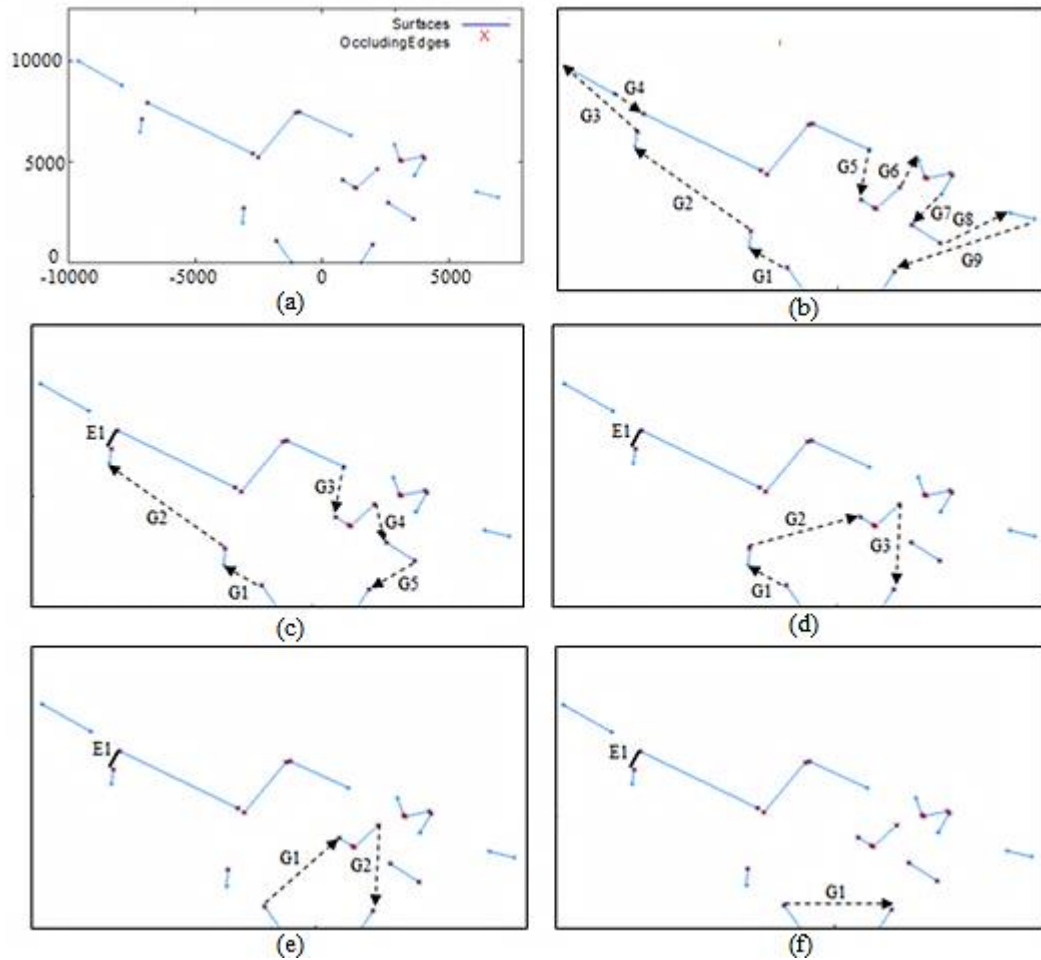 Surfaces
OccludingEdges X
10000
5000
0
-10000 -5000 0 5000
(a)
G4
G3
G5 G6
G2
G7
G8
G9
G1
(b)
E1
G3
G4
G2
G5
G1
(c)
E1
G2
G3
G1
(d)
E1
G1 G2
(e)
E1
G1
(f)